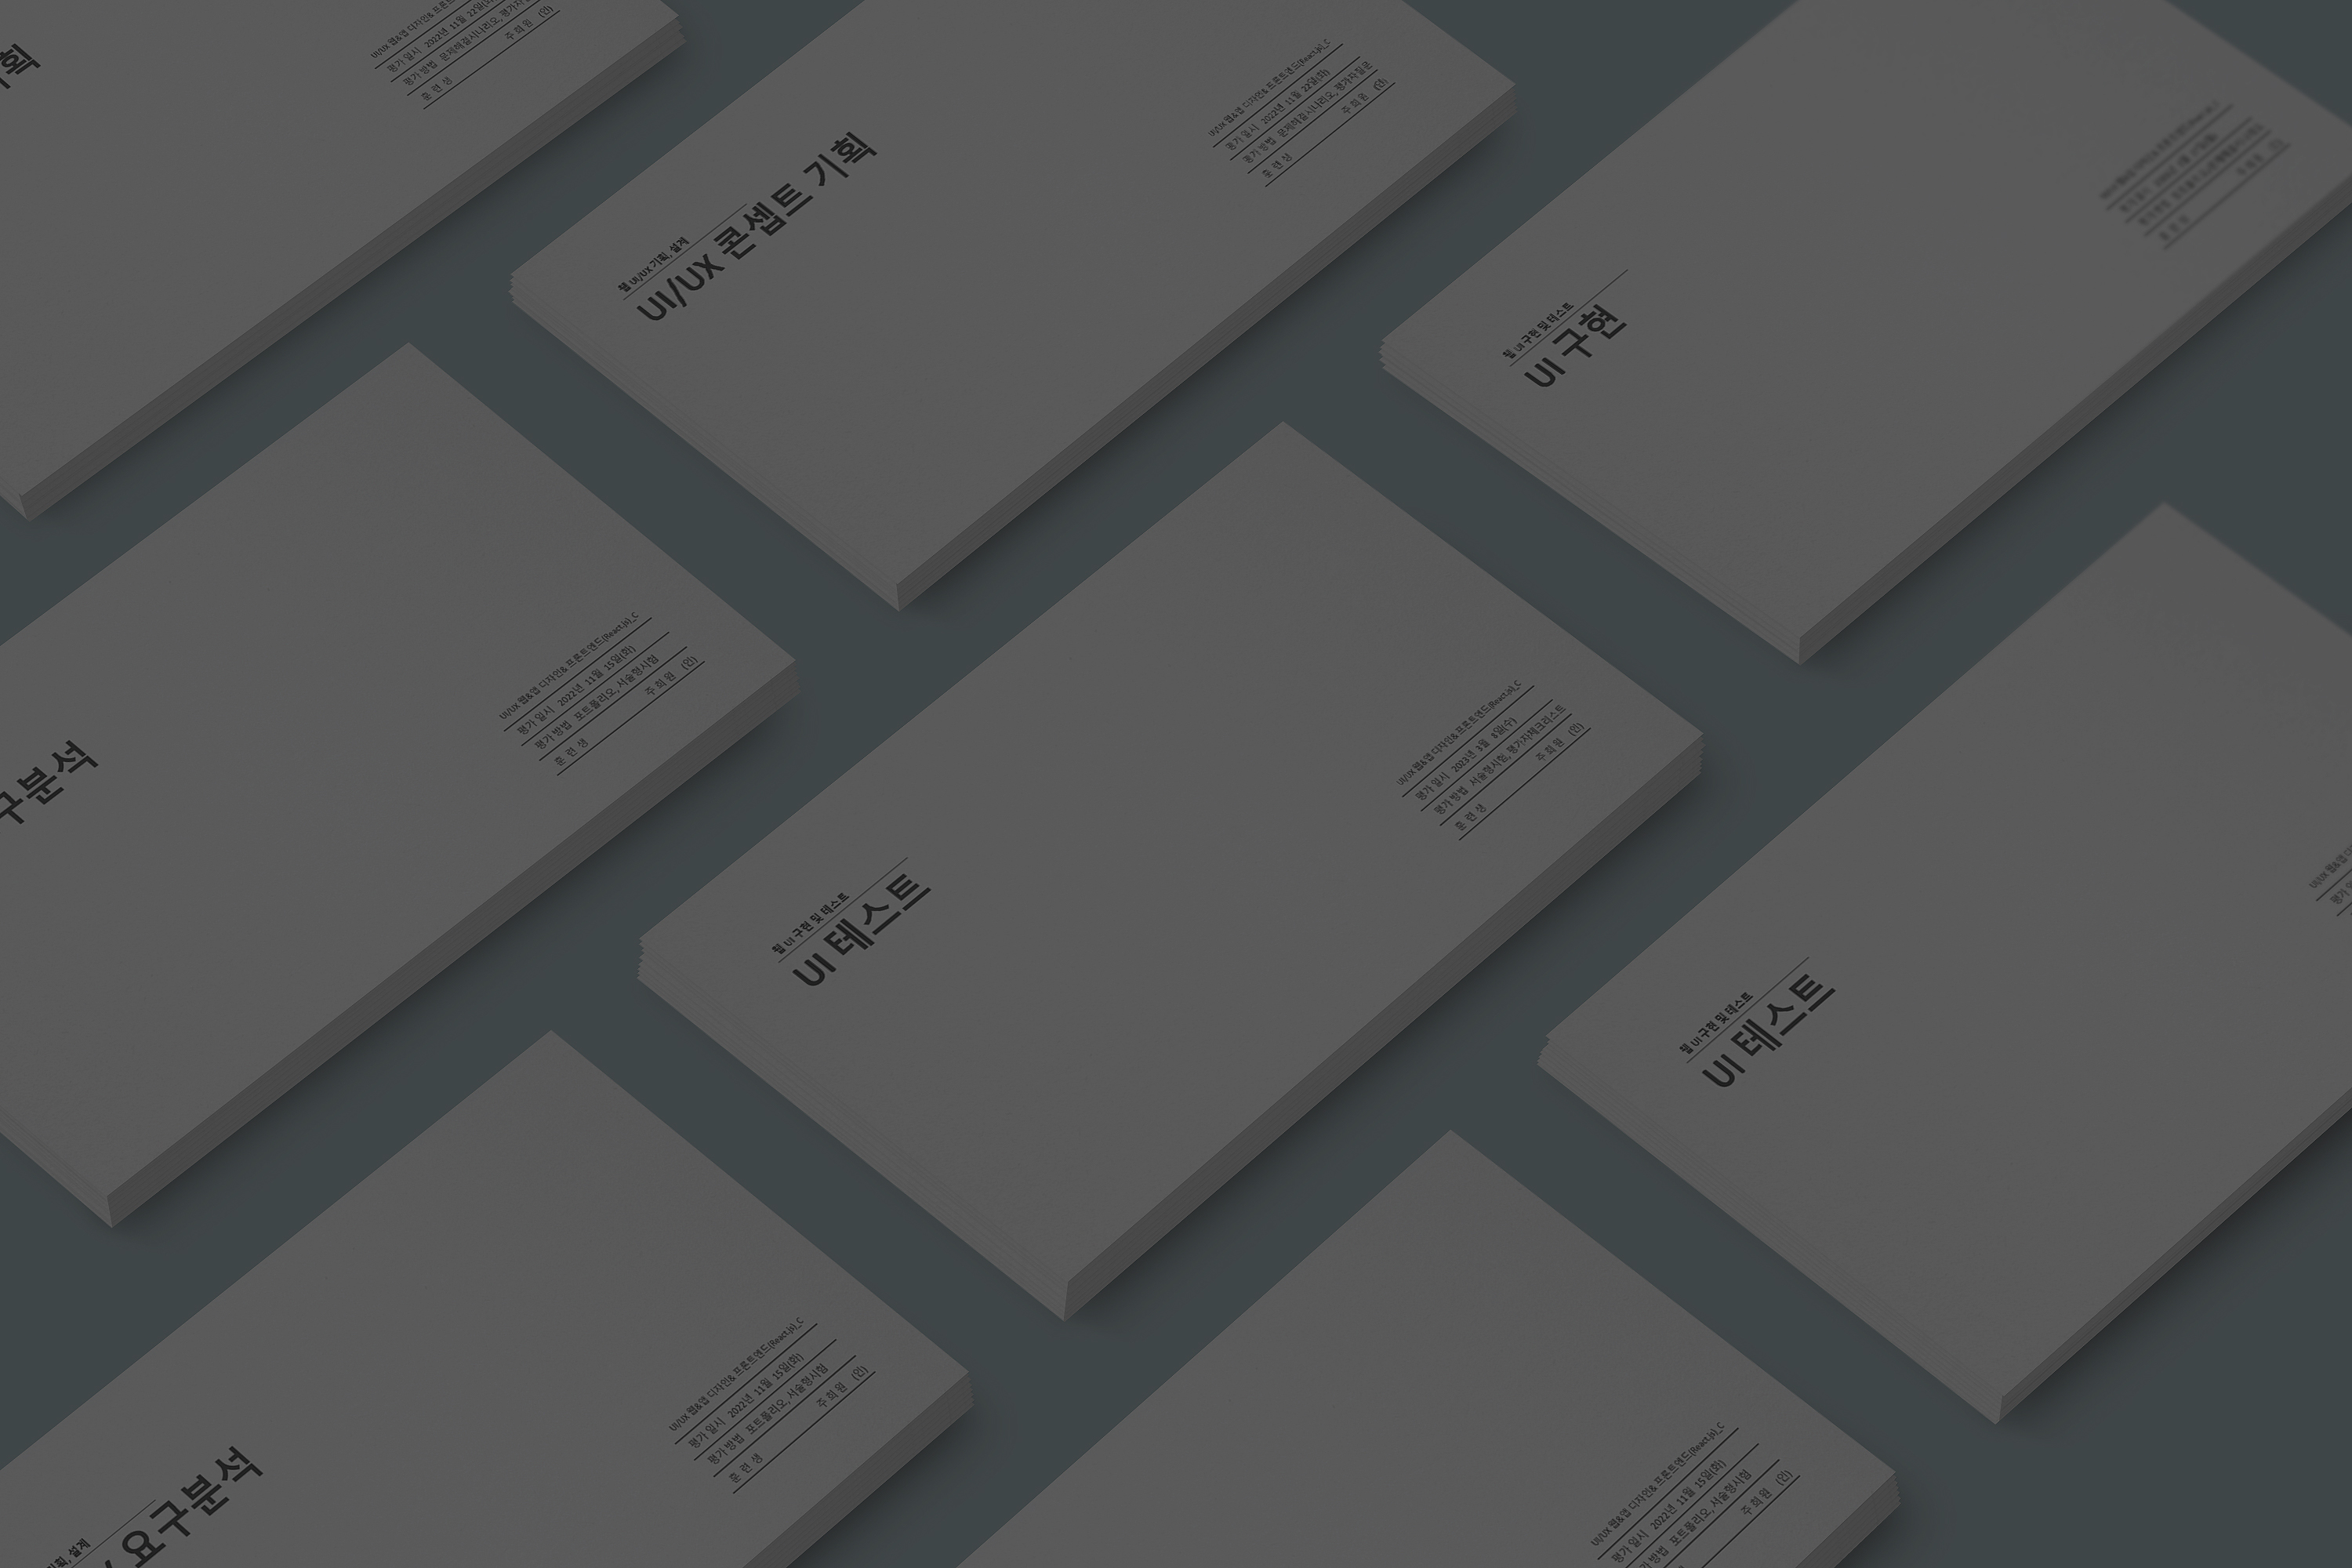 획
UI/UX 웹&앱 디자인& 프론트
평가 일시 2022년 11월 22일(화)
평가 방법 문제해결시나리오, 평가자질
주 희 원 (인)
훈 련 생
웹 UI/UX 기획, 설계
UI/UX 콘셉트 기획
UI/UX 웹&앱 디자인& 프론트엔드(React.js)_C
평가 일시 2022년 11월 22일(화)
평가 방법 문제해결시나리오, 평가자질문
훈 련 생 주 희 원 (인)
웹 UI 구현 및 테스트
UI 구현
구분석
UI/UX 웹&앱 디자인& 프론트엔드(React.js)_C
평가 일시 2022년 11월 15일(화)
평가 방법 포트폴리오, 서술형시험
훈 련 생 주 희 원 (인)
웹 UI 구현 및 테스트
UI 테스트
UI/UX 웹&앱 디자인& 프론트엔드(React.js)_C
평가 일시 2023년 3월 8일(수)
평가 방법 서술형시험, 평가자체크리스트
훈 련 생 주 희 원 (인)
웹 UI 구현 및 테스트
UI 테스트
UI/UX 웹&앱
평가 일
기획, 설계
요구분석
UI/UX 웹&앱 디자인& 프론트엔드(React.js)_C
평가 일시 2022년 11월 15일(화)
평가 방법 포트폴리오, 서술형시험
훈 련 생 주 희 원 (인)
UI/UX 웹&앱 디자인& 프론트엔드(React.js)_C
평가 일시 2022년 11월 15일(화)
방법 포트폴리오, 서술형시험
주 희 원 (인)